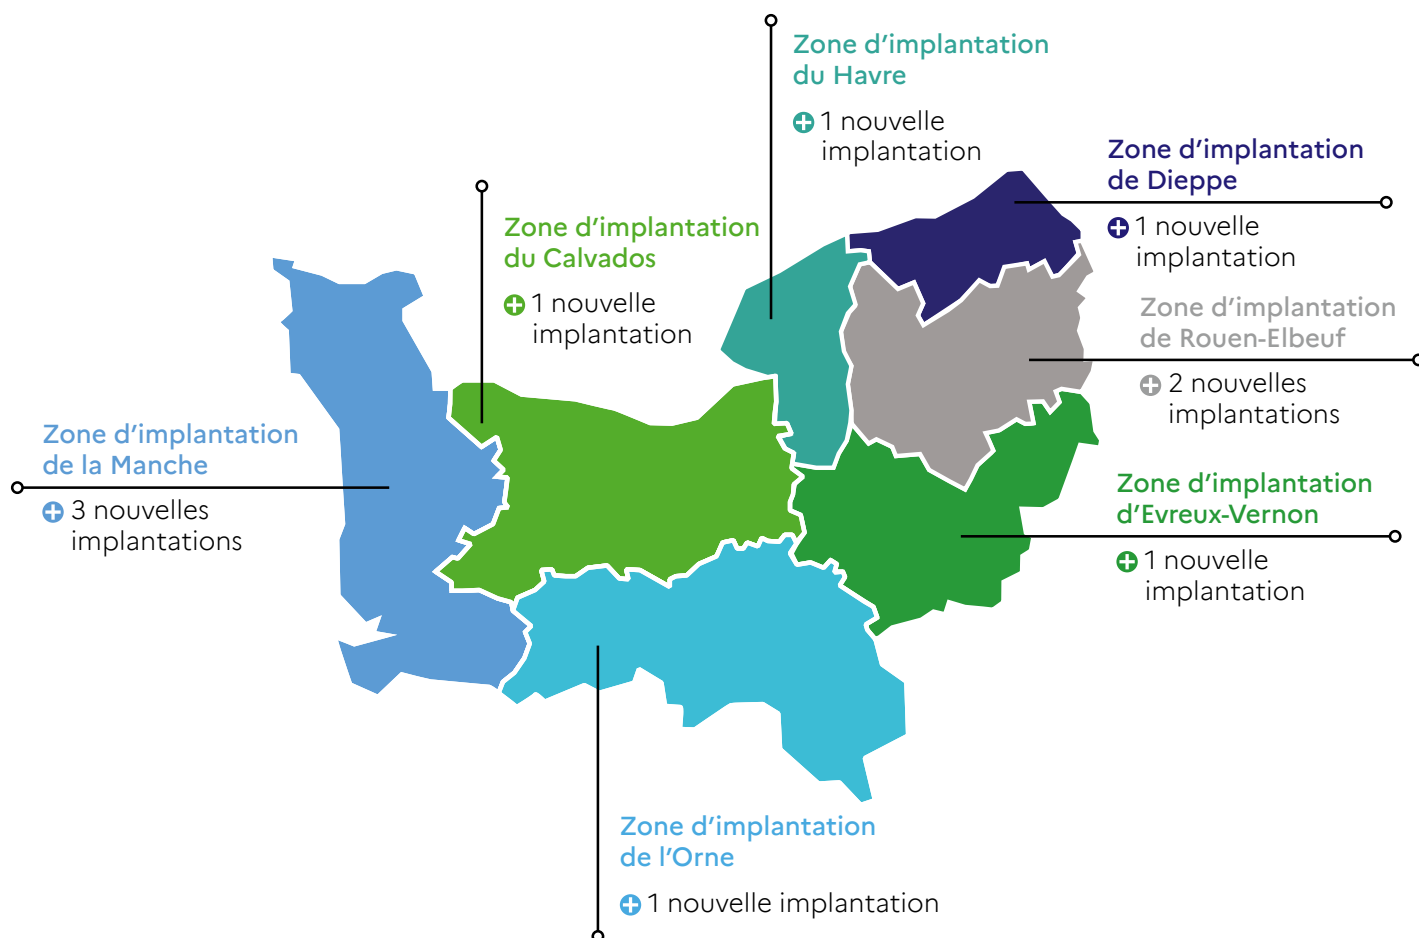 Zone d’implantation
du Havre
1 nouvelle
implantation
Zone d’implantation
de Dieppe
1 nouvelle
implantation
Zone d’implantation
du Calvados
1 nouvelle
implantation
Zone d’implantation
de Rouen-Elbeuf
2 nouvelles
implantations
Zone d’implantation
de la Manche
3 nouvelles
implantations
Zone d’implantation
d’Evreux-Vernon
1 nouvelle
implantation
Zone d’implantation
de l’Orne
1 nouvelle implantation